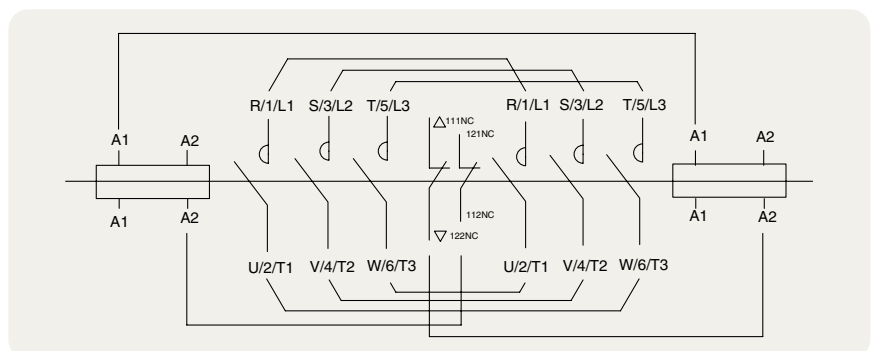 R/1/L1 S/3/L2 T/5/L3 R/1/L1 S/3/L2 T/5/L3
111NC
121NC
A1 A2 A1 A2
A1 A2 A1 A2
112NC
122NC
U/2/T1 V/4/T2 W/6/T3 U/2/T1 V/4/T2 W/6/T3